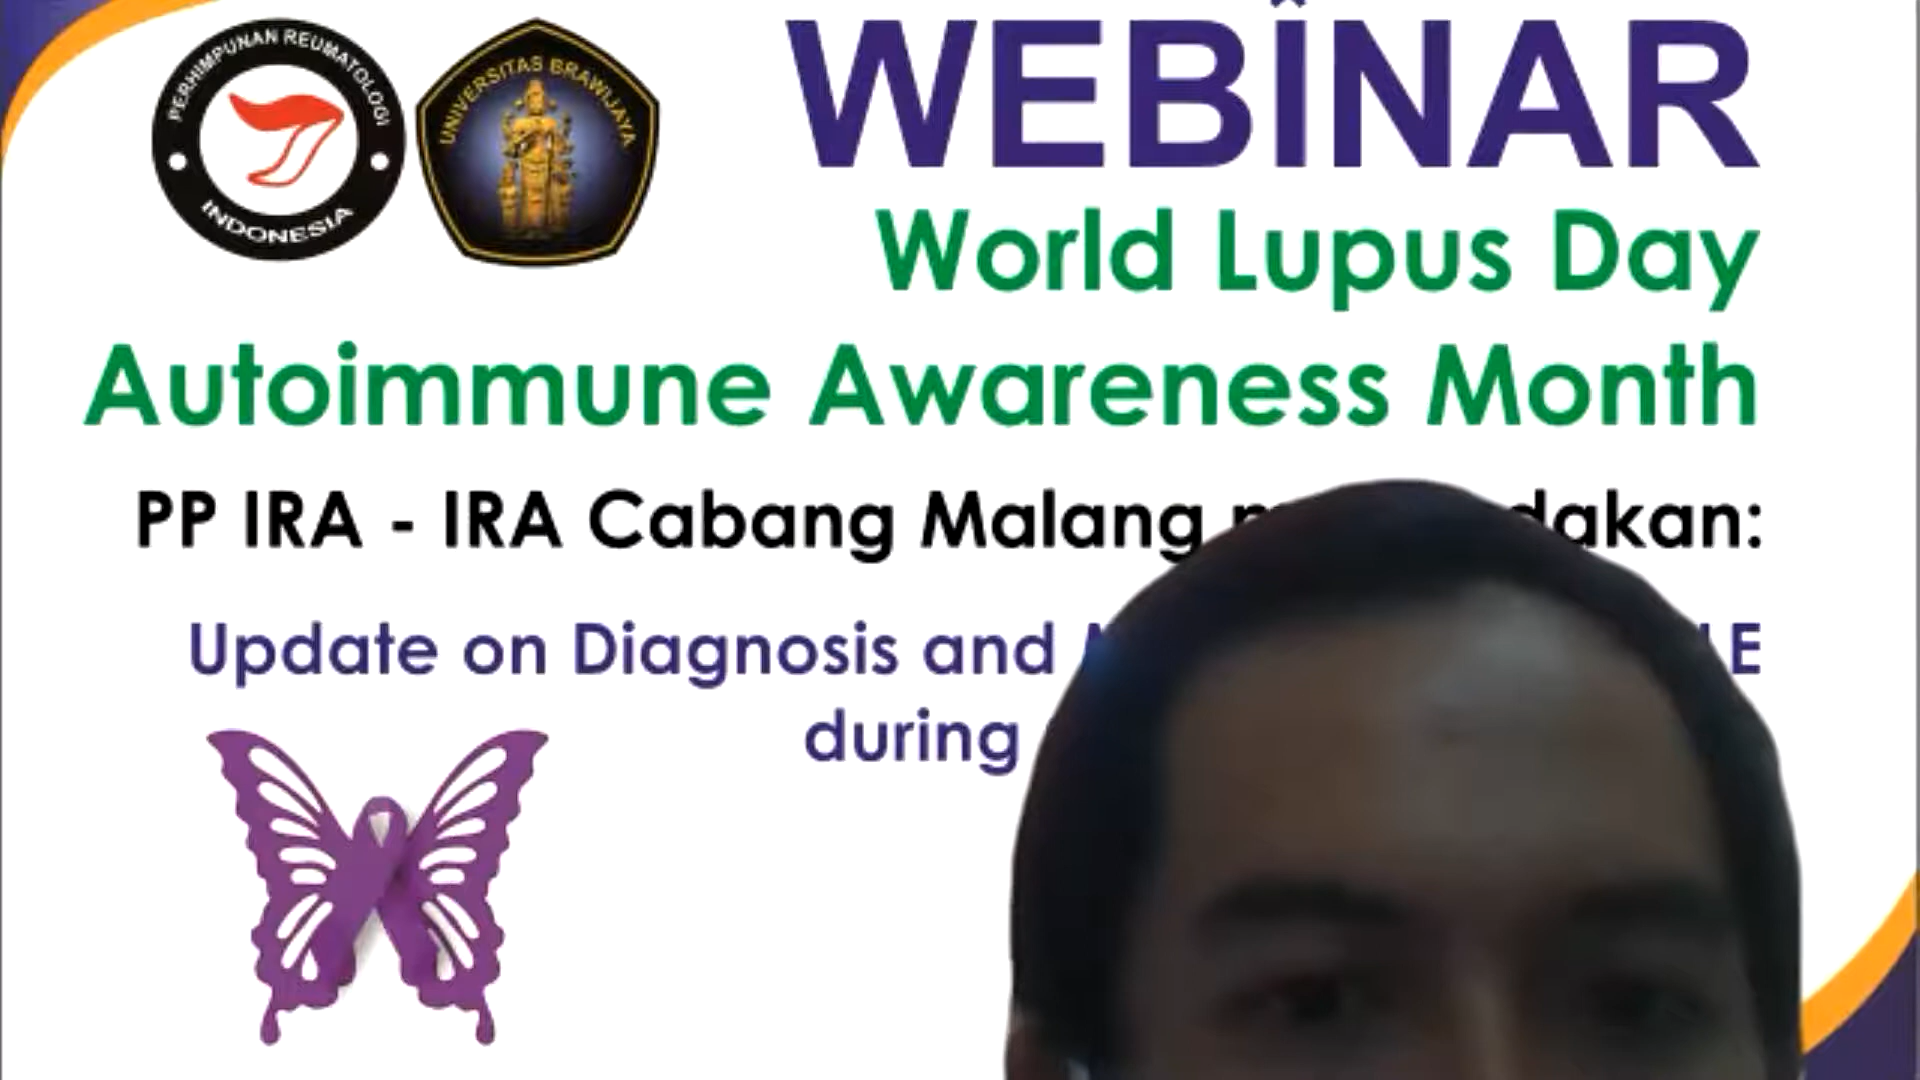 PERHIMPUNAN REUMATOLOGI
INDONESIA
UNIVERSITAS BRAWIJAYA
WEBINAR
World Lupus Day
Autoimmune Awareness Month
PP IRA - IRA Cabang Malang
Update on Diagnosis and
during